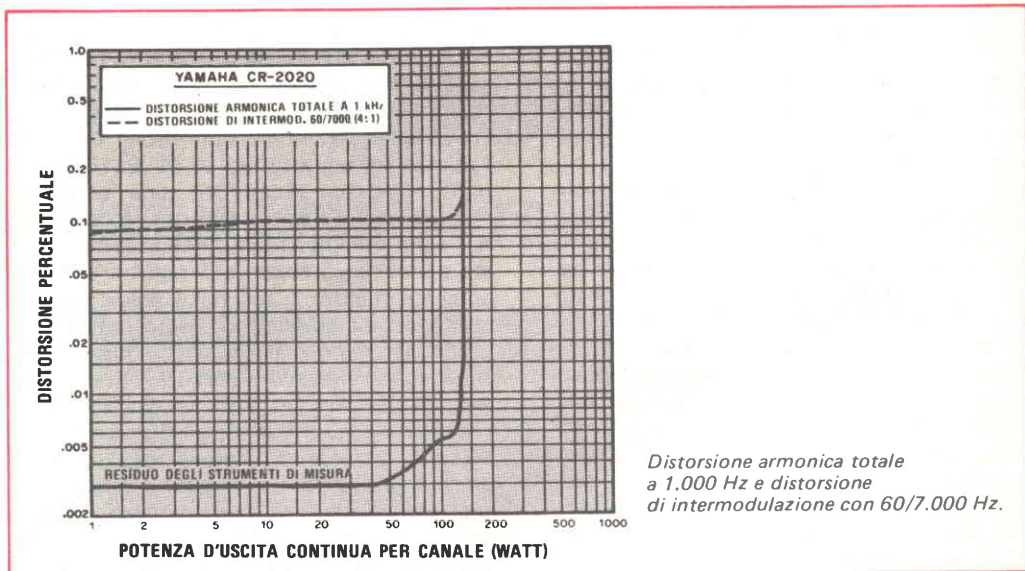 YAMAHA CR-2020
DISTORSIONE ARMONICA TOTALE A 1 kHz
DISTORSIONE DI INTERMOD. 60/7000 (4:1)
DISTORSIONE PERCENTUALE
1.0
0.5
0.2
0.1
.05
.02
.01
.005
.002
RESIDUO DEGLI STRUMENTI DI MISURA
1 2 5 10 20 50 100 200 500 1000
POTENZA D'USCITA CONTINUA PER CANALE (WATT)
Distorsione armonica totale
a 1.000 Hz e distorsione
di intermodulazione con 60/7.000 Hz.